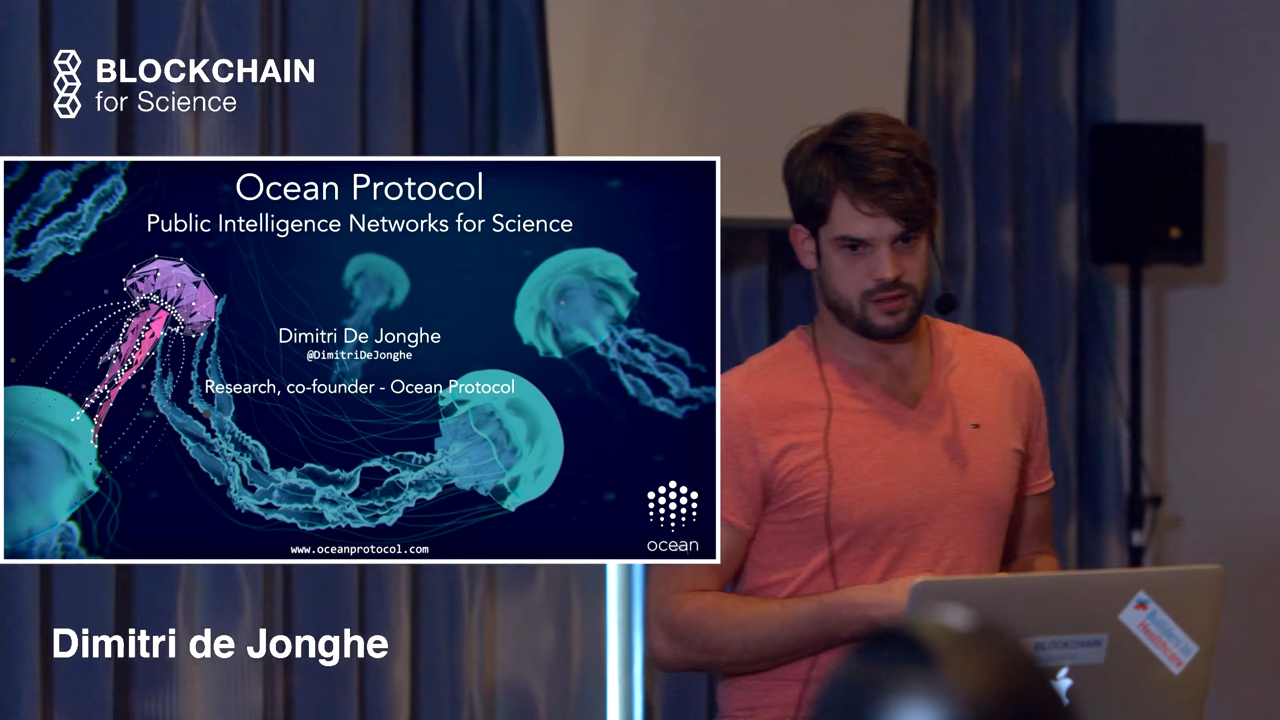 BLOCKCHAIN
for Science
Ocean Protocol
Public Intelligence Networks for Science
Dimitri De Jonghe
@DimitriDeJonghe
Research, co-founder - Ocean Protocol
www.oceanprotocol.com
ocean
Dimitri de Jonghe
BLOCKCHAIN
Healthcare